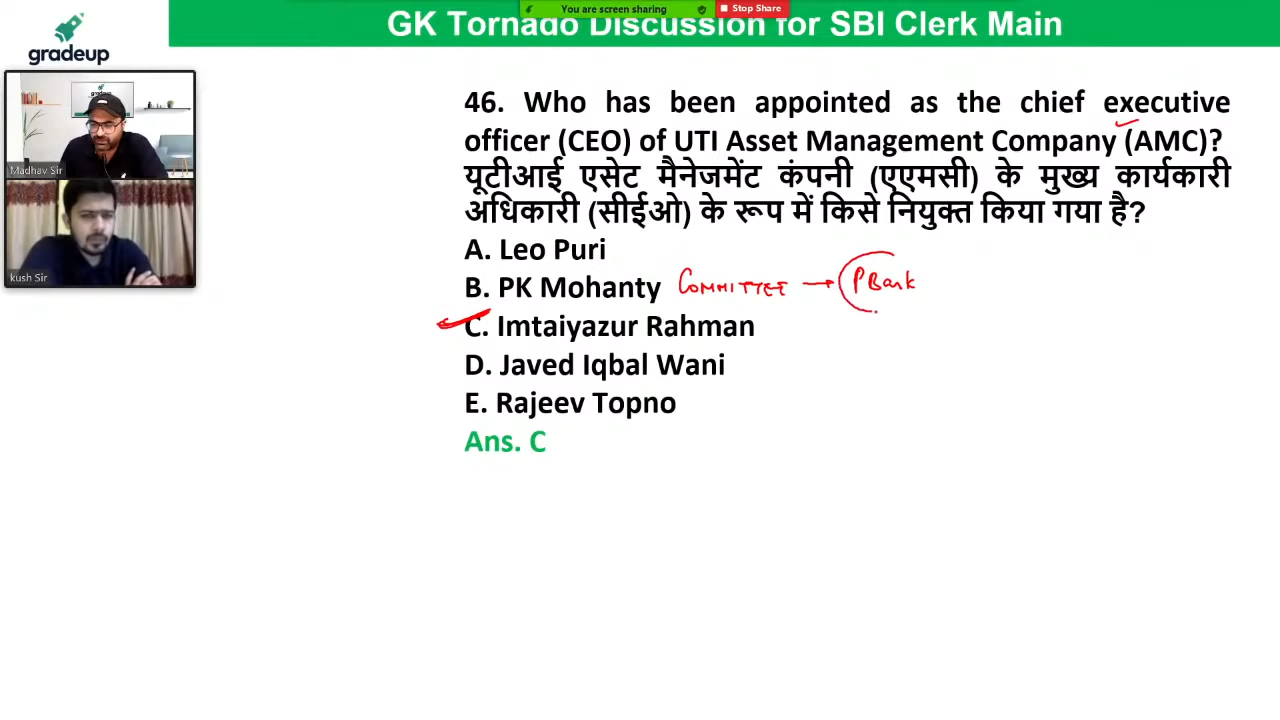 You are screen sharing
Stop Share
GK Tornado Discussion for SBI Clerk Main
gradeup
Madhav Sir
kush Sir
46. Who has been appointed as the chief executive
officer (CEO) of UTI Asset Management Company (AMC)?
यूटीआई एसेट मैनेजमेंट कंपनी (एएमसी) के मुख्य कार्यकारी
अधिकारी (सीईओ) के रूप में किसे नियुक्त किया गया है?
A. Leo Puri
B. PK Mohanty COMMITTEE → PBank
C. Imtaiyazur Rahman
D. Javed Iqbal Wani
E. Rajeev Topno
Ans. C